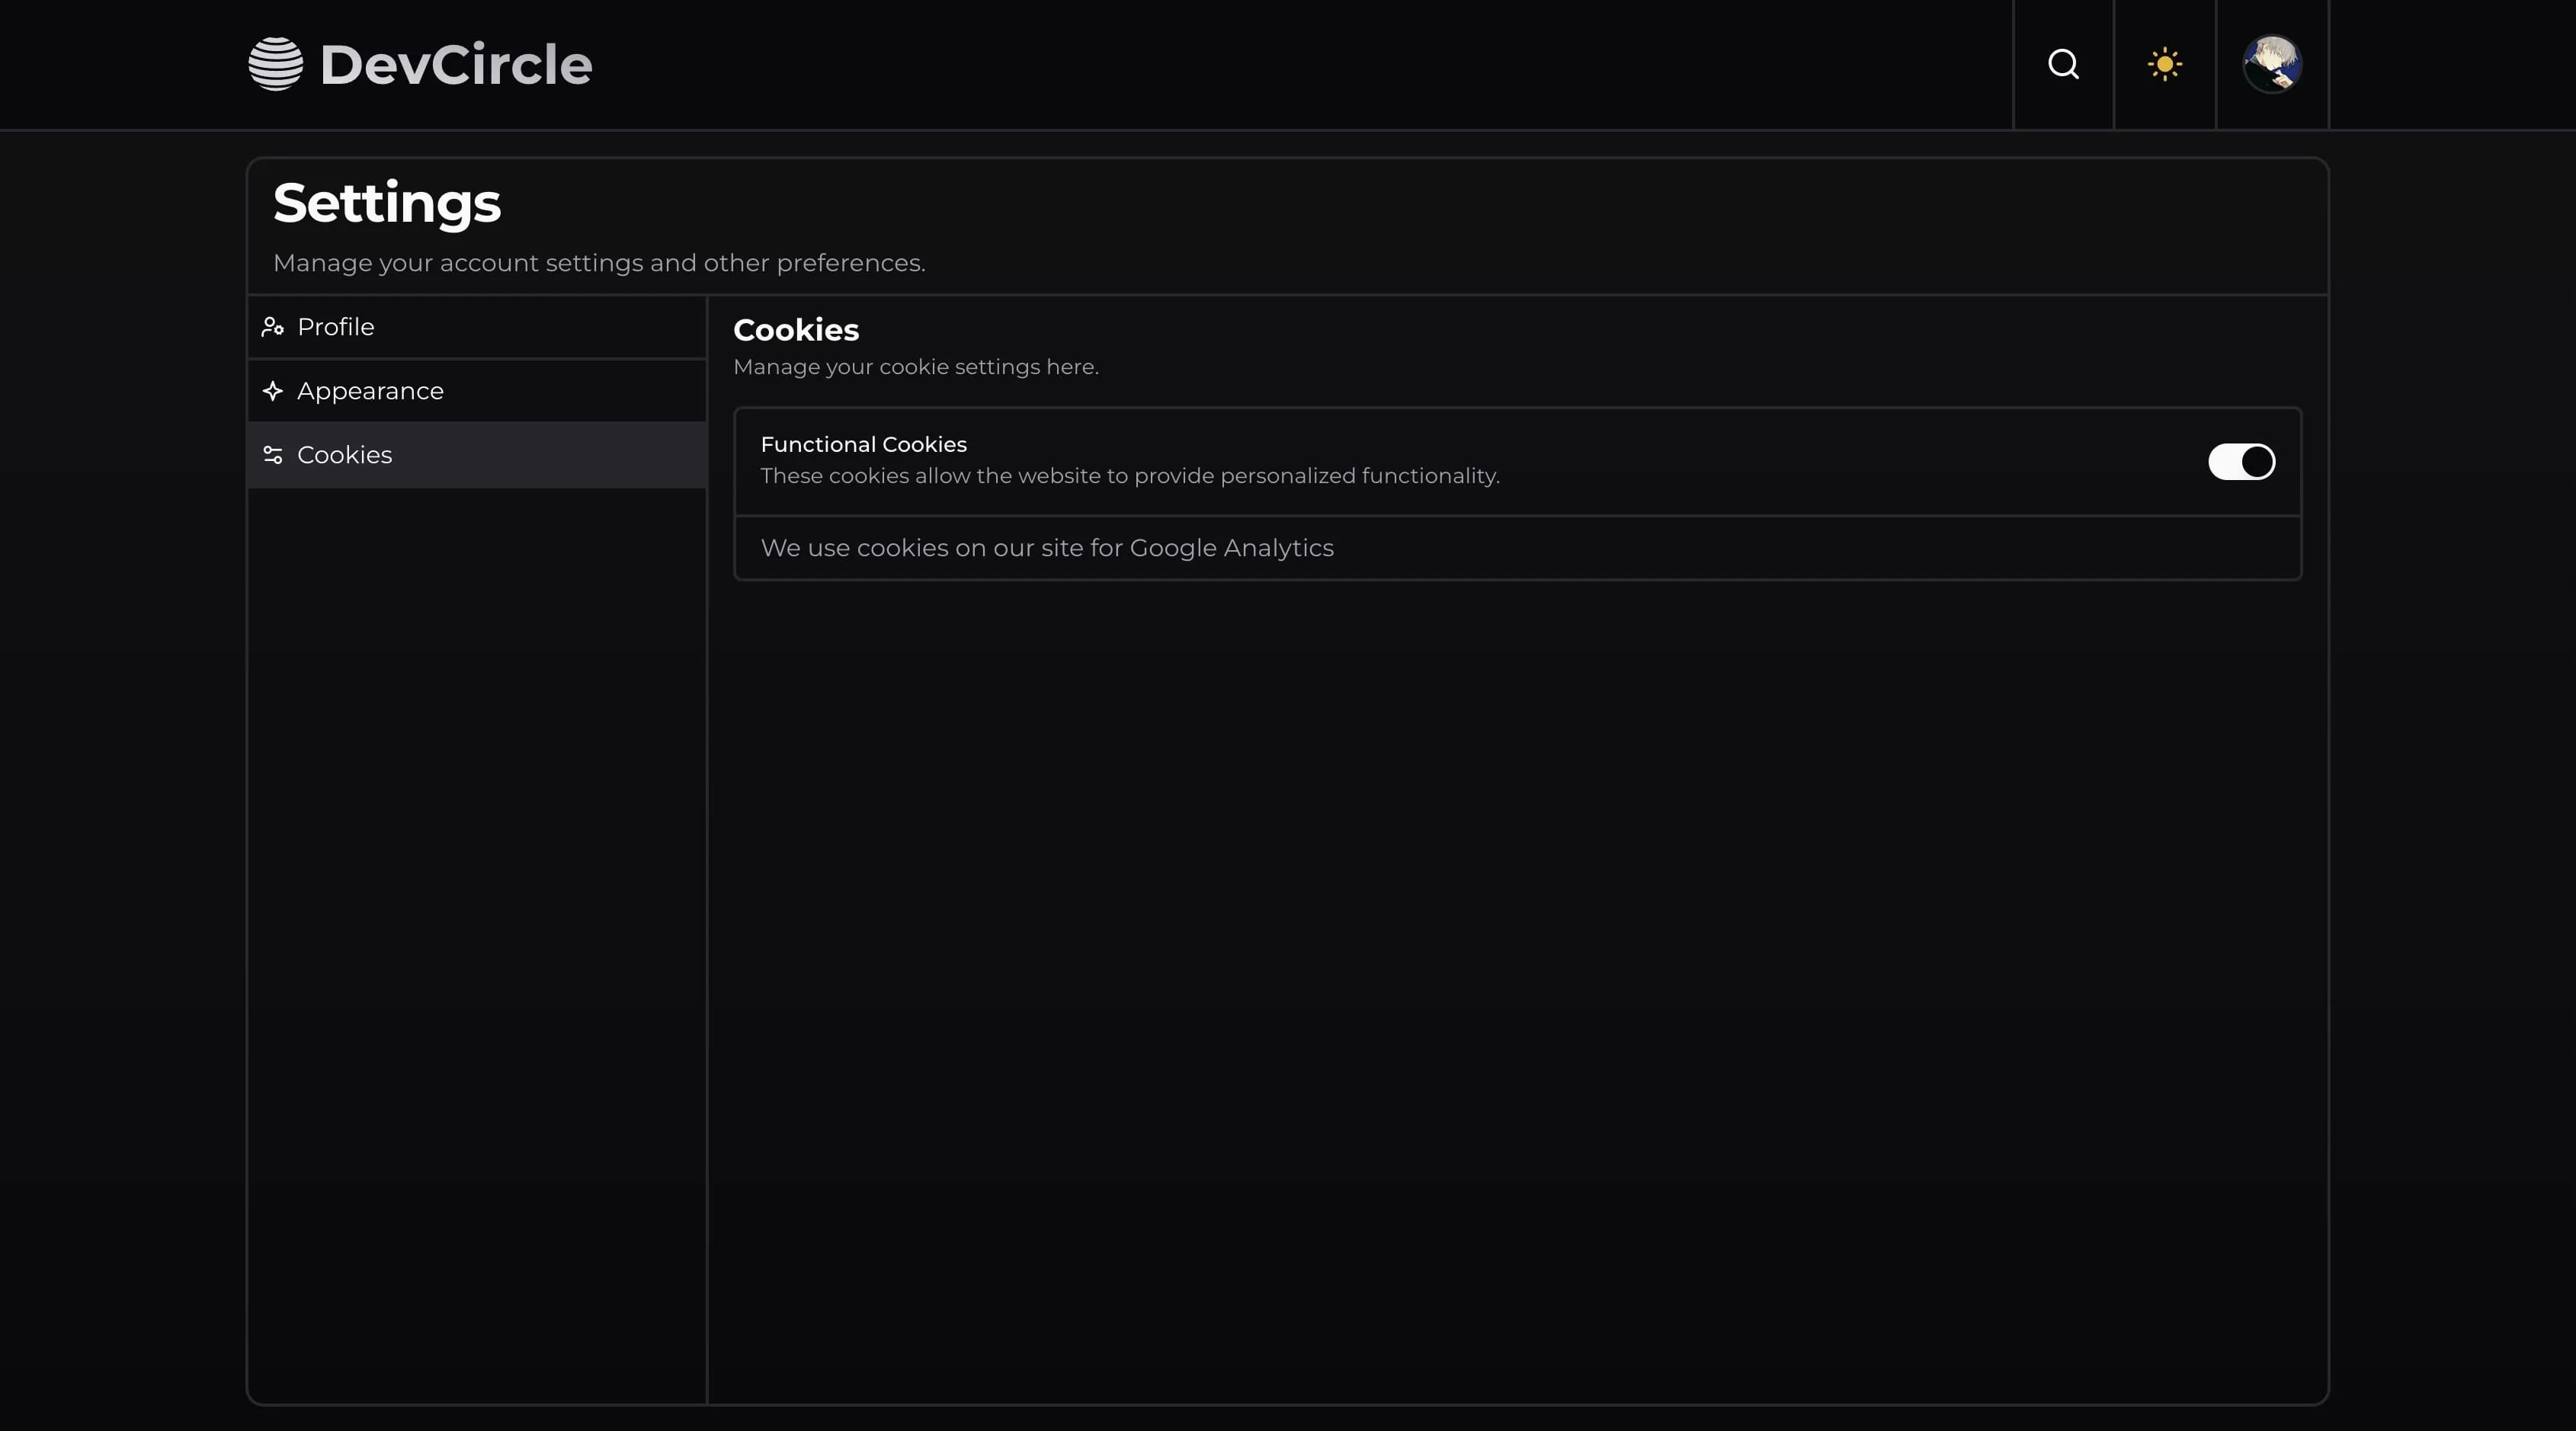 DevCircle
Settings
Manage your account settings and other preferences.
Profile
Appearance
Cookies
Cookies
Manage your cookie settings here.
Functional Cookies
These cookies allow the website to provide personalized functionality.
We use cookies on our site for Google Analytics